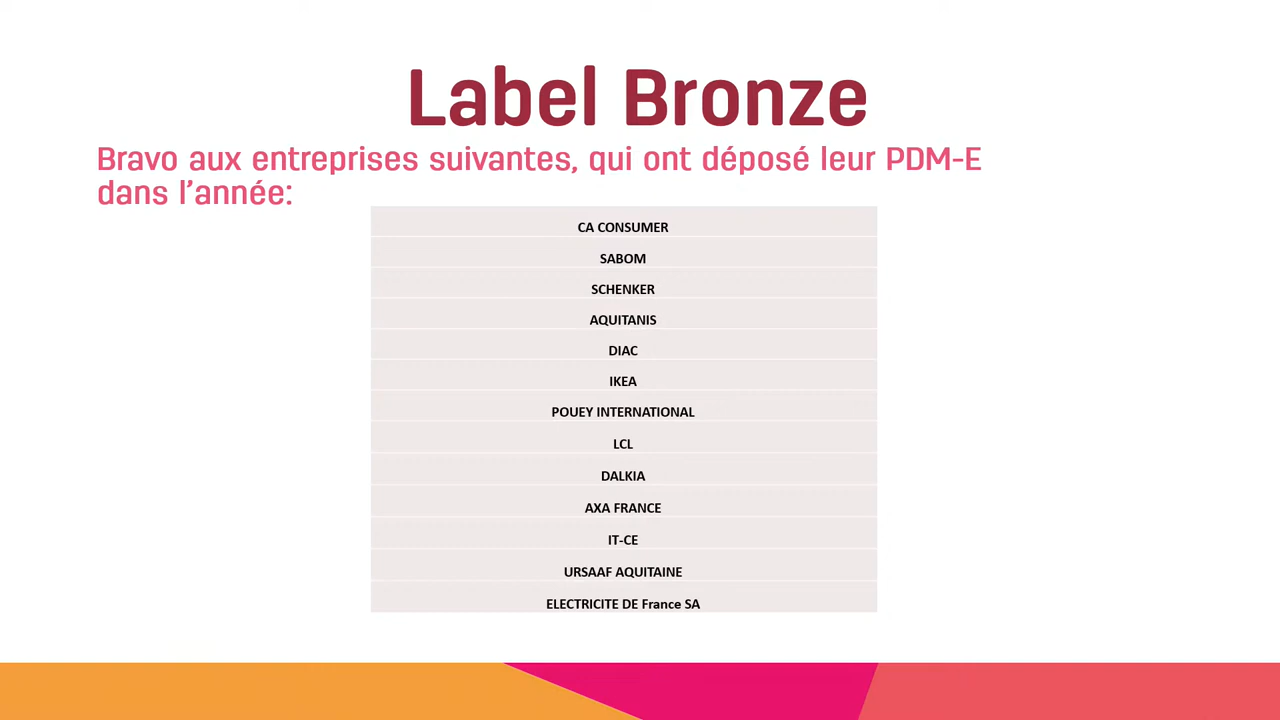 Label Bronze
Bravo aux entreprises suivantes, qui ont déposé leur PDM-E
dans l’année:
CA CONSUMER
SABOM
SCHENKER
AQUITANIS
DIAC
IKEA
POUEY INTERNATIONAL
LCL
DALKIA
AXA FRANCE
IT-CE
URSAAF AQUITAINE
ELECTRICITE DE France SA